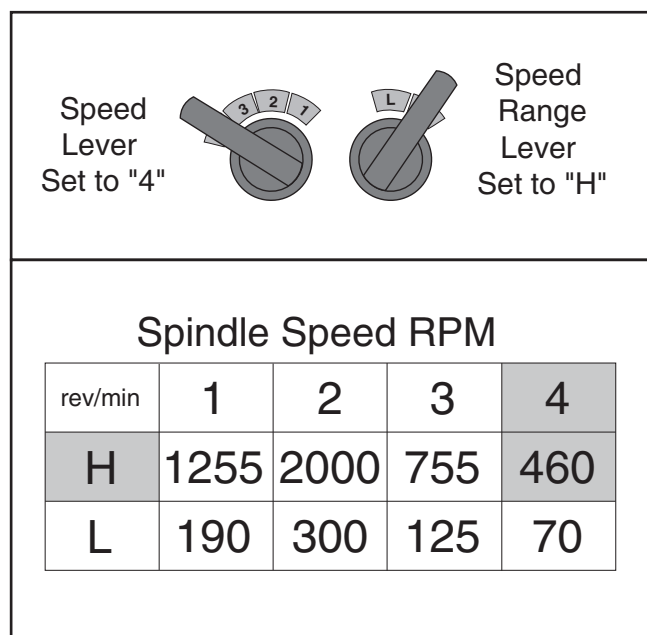 Speed
Lever
Set to "4"
3 2 1
L
Speed
Range
Lever
Set to "H"
Spindle Speed RPM
rev/min 1 2 3 4
H 1255 2000 755 460
L 190 300 125 70